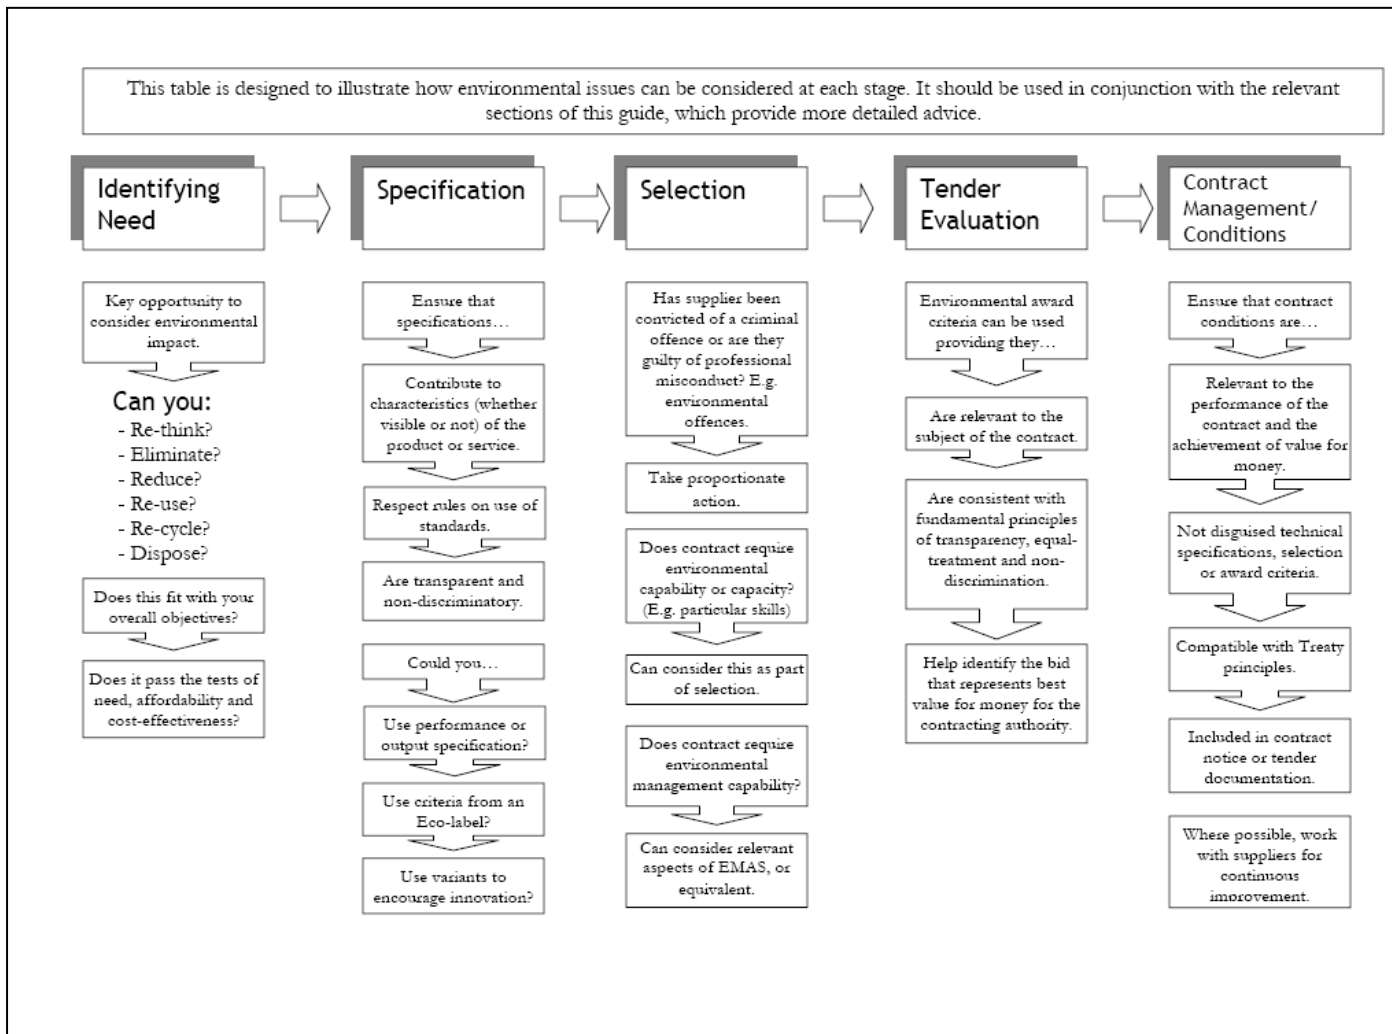 This table is designed to illustrate how environmental issues can be considered at each stage. It should be used in conjunction with the relevant
sections of this guide, which provide more detailed advice.
Identifying
Need
Key opportunity to
consider environmental
impact.
Can you:
- Re-think?
- Eliminate?
- Reduce?
- Re-use?
- Re-cycle?
- Dispose?
Does this fit with your
overall objectives?
Does it pass the tests of
need, affordability and
cost-effectiveness?
Specification
Ensure that
specifications…
Contribute to
characteristics (whether
visible or not) of the
product or service.
Respect rules on use of
standards.
Are transparent and
non-discriminatory.
Could you…
Use performance or
output specification?
Use criteria from an
Eco-label?
Use variants to
encourage innovation?
Selection
Has supplier been
convicted of a criminal
offence or are they
guilty of professional
misconduct? E.g.
environmental
offences.
Take proportionate
action.
Does contract require
environmental
capability or capacity?
(E.g. particular skills)
Can consider this as part
of selection.
Does contract require
environmental
management capability?
Can consider relevant
aspects of EMAS, or
equivalent.
Tender
Evaluation
Environmental award
criteria can be used
providing they…
Are relevant to the
subject of the contract.
Are consistent with
fundamental principles
of transparency, equal-
treatment and non-
discrimination.
Help identify the bid
that represents best
value for money for the
contracting authority.
Contract
Management/
Conditions
Ensure that contract
conditions are…
Relevant to the
performance of the
contract and the
achievement of value for
money.
Not disguised technical
specifications, selection
or award criteria.
Compatible with Treaty
principles.
Included in contract
notice or tender
documentation.
Where possible, work
with suppliers for
continuous
improvement.